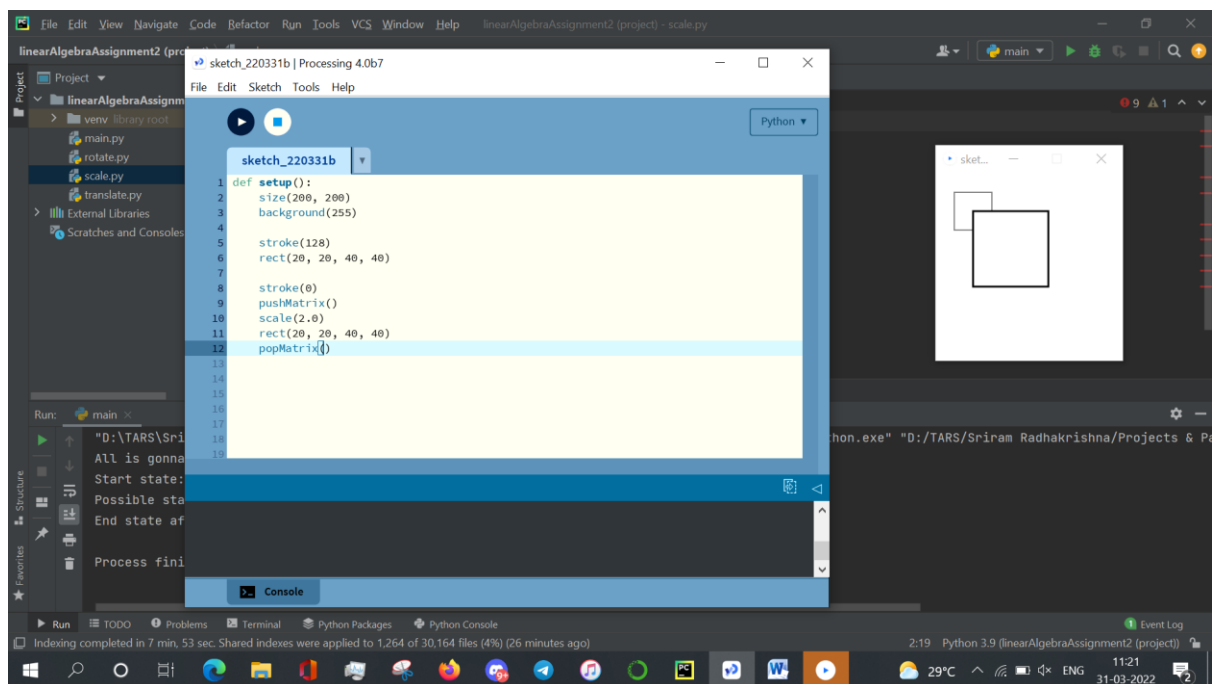 File Edit View Navigate Code Refactor Run Tools VCS Window Help linearAlgebraAssignment2 (project) - scale.py
linearAlgebraAssignment2 (pro
main
Project
Project
linearAlgebraAssignm
venv library root
main.py
rotate.py
scale.py
translate.py
External Libraries
Scratches and Consoles
9 1
sketch_220331b | Processing 4.0b7
File Edit Sketch Tools Help
Python
sketch_220331b
1 def setup():
2 size(200, 200)
3 background(255)
4
5 stroke(128)
6 rect(20, 20, 40, 40)
7
8 stroke(0)
9 pushMatrix()
10 scale(2.0)
11 rect(20, 20, 40, 40)
12 popMatrix()
13
14
15
16
17
18
19
Console
sket...
Run: main
"D:\TARS\Sri
hon.exe" "D:/TARS/Sriram Radhakrishna/Projects & Pa
All is gonna
Start state:
Possible sta
End state af
Process fini
Structure
Favorites
Run TODO Problems Terminal Python Packages Python Console Event Log
Indexing completed in 7 min, 53 sec. Shared indexes were applied to 1,264 of 30,164 files (4%) (26 minutes ago) 2:19 Python 3.9 (linearAlgebraAssignment2 (project))
29°C ENG 11:21
31-03-2022